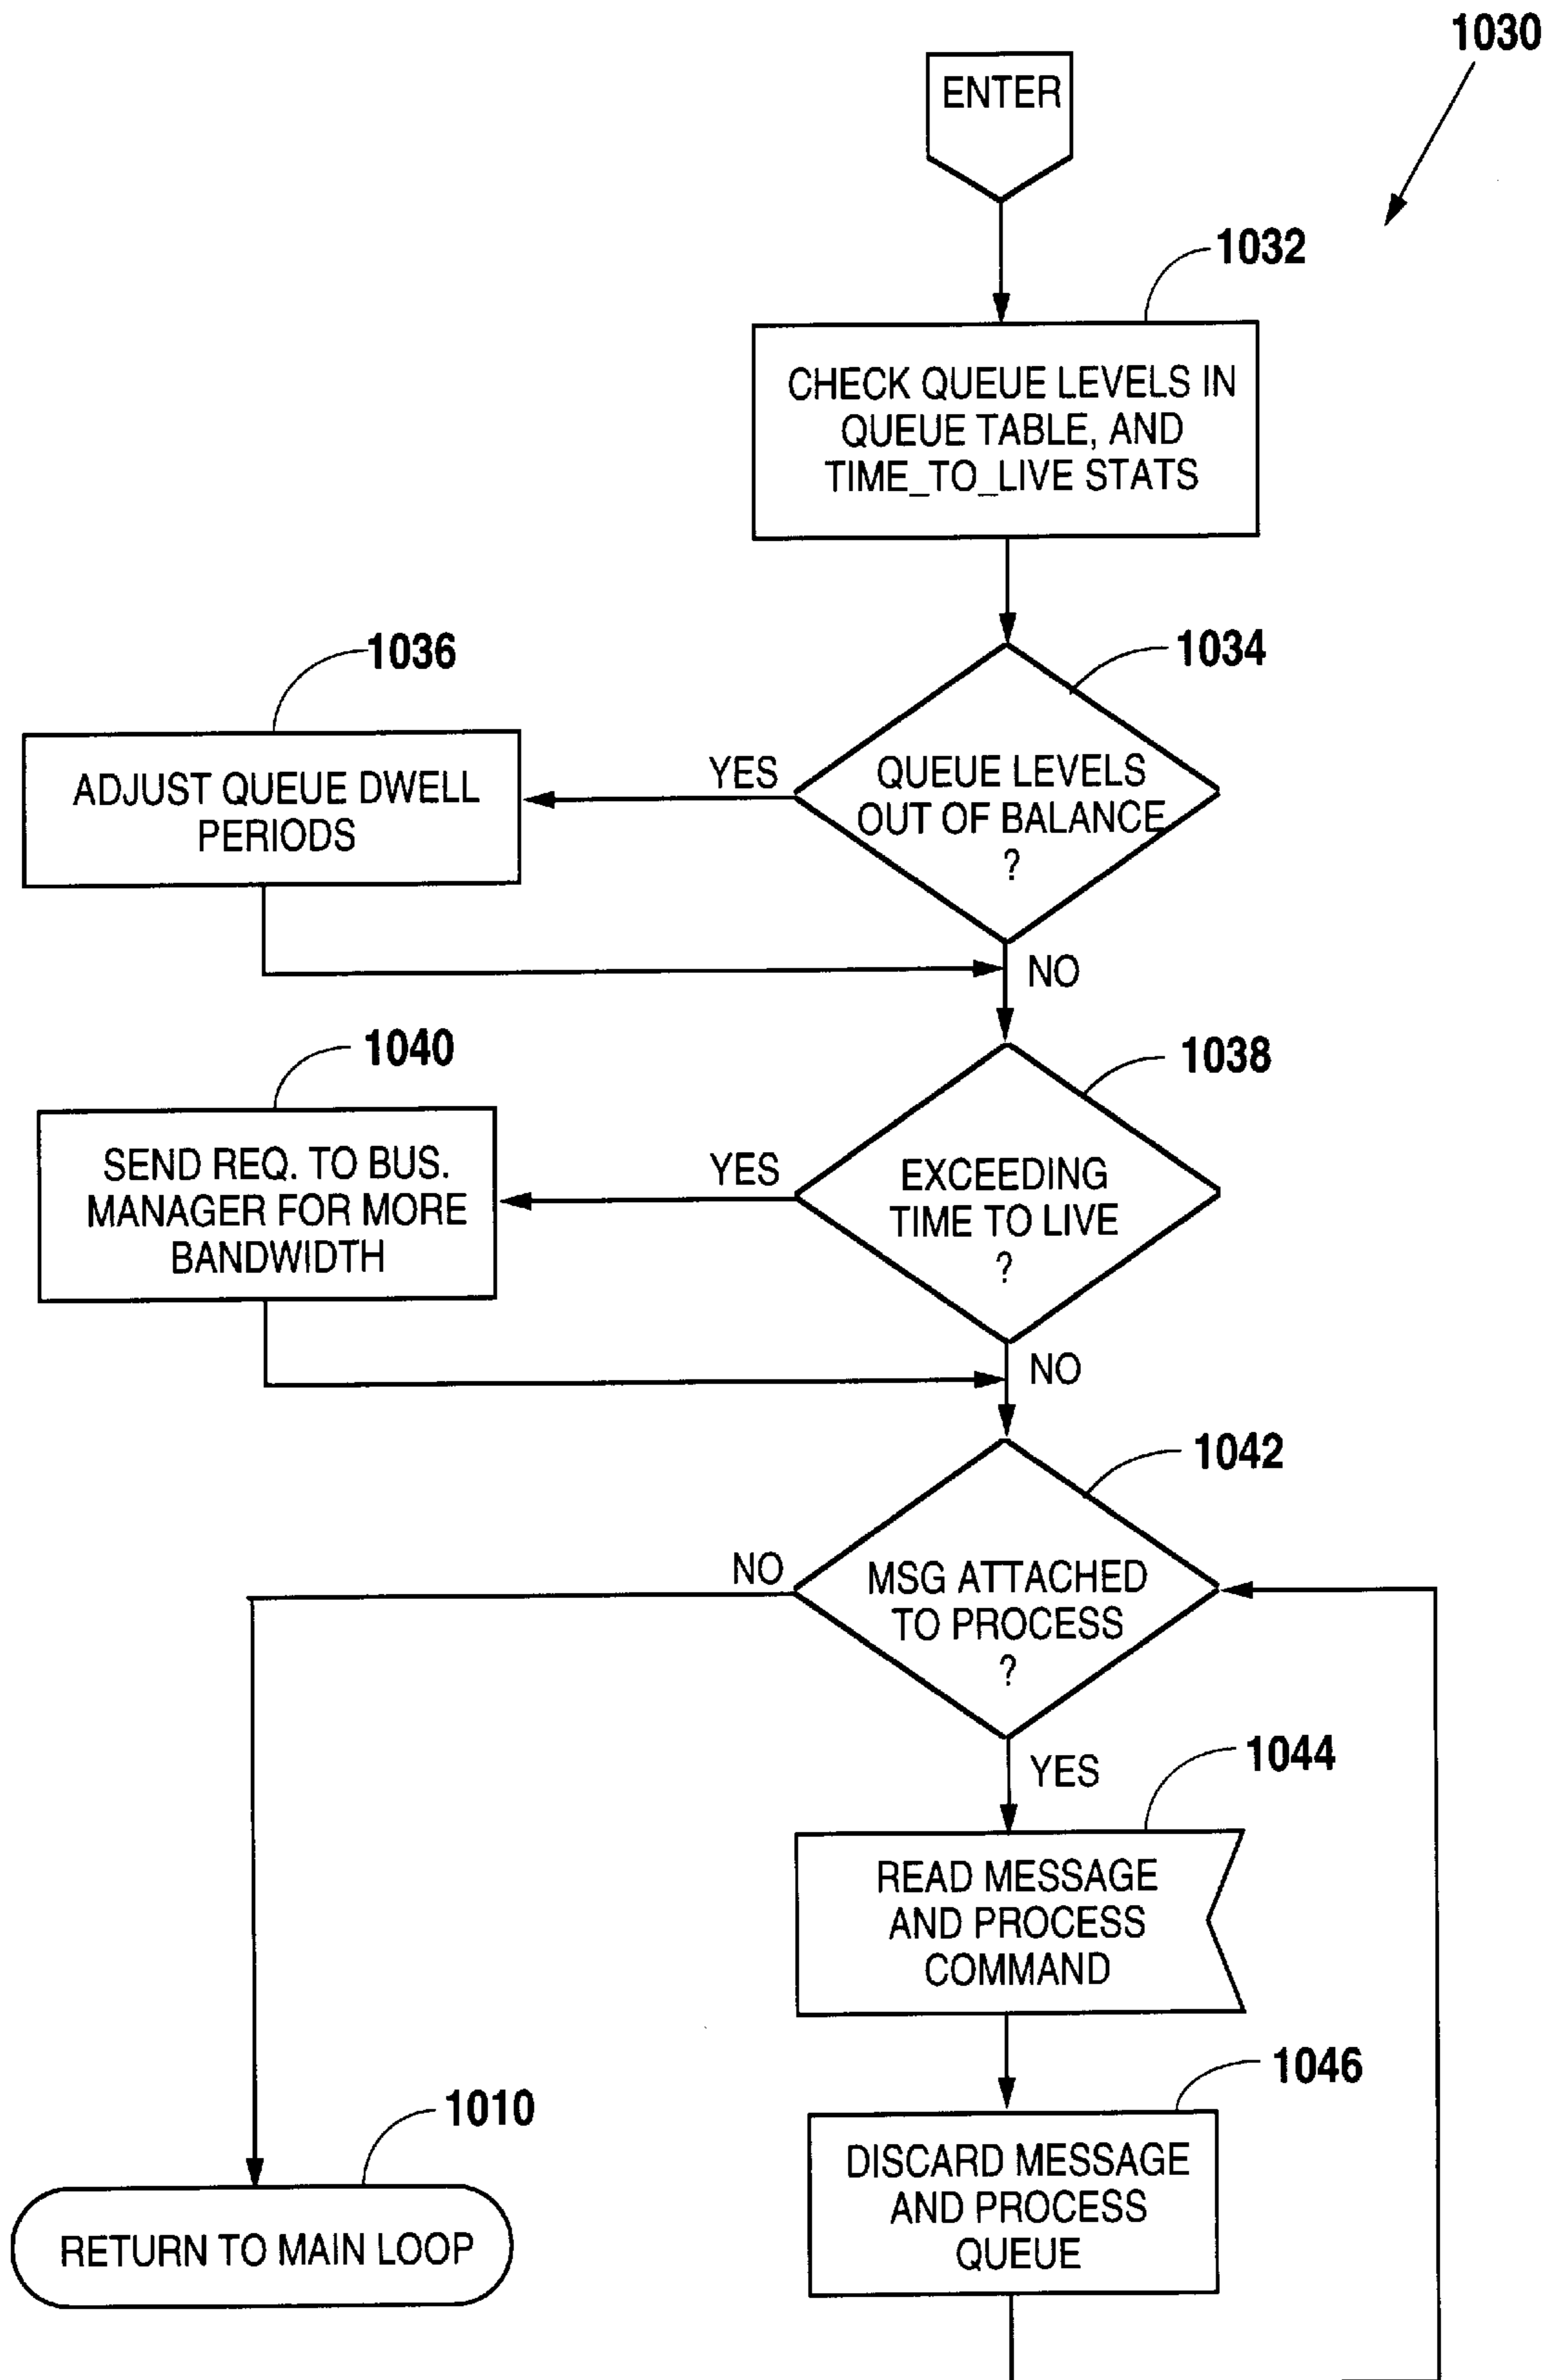 1030
ENTER
1032
CHECK QUEUE LEVELS IN
QUEUE TABLE, AND
TIME_TO_LIVE STATS
1034
QUEUE LEVELS
OUT OF BALANCE
?
YES
1036
ADJUST QUEUE DWELL
PERIODS
NO
1038
EXCEEDING
TIME TO LIVE
?
YES
1040
SEND REQ. TO BUS.
MANAGER FOR MORE
BANDWIDTH
NO
1042
MSG ATTACHED
TO PROCESS
?
NO
YES
1044
READ MESSAGE
AND PROCESS
COMMAND
1046
DISCARD MESSAGE
AND PROCESS
QUEUE
1010
RETURN TO MAIN LOOP